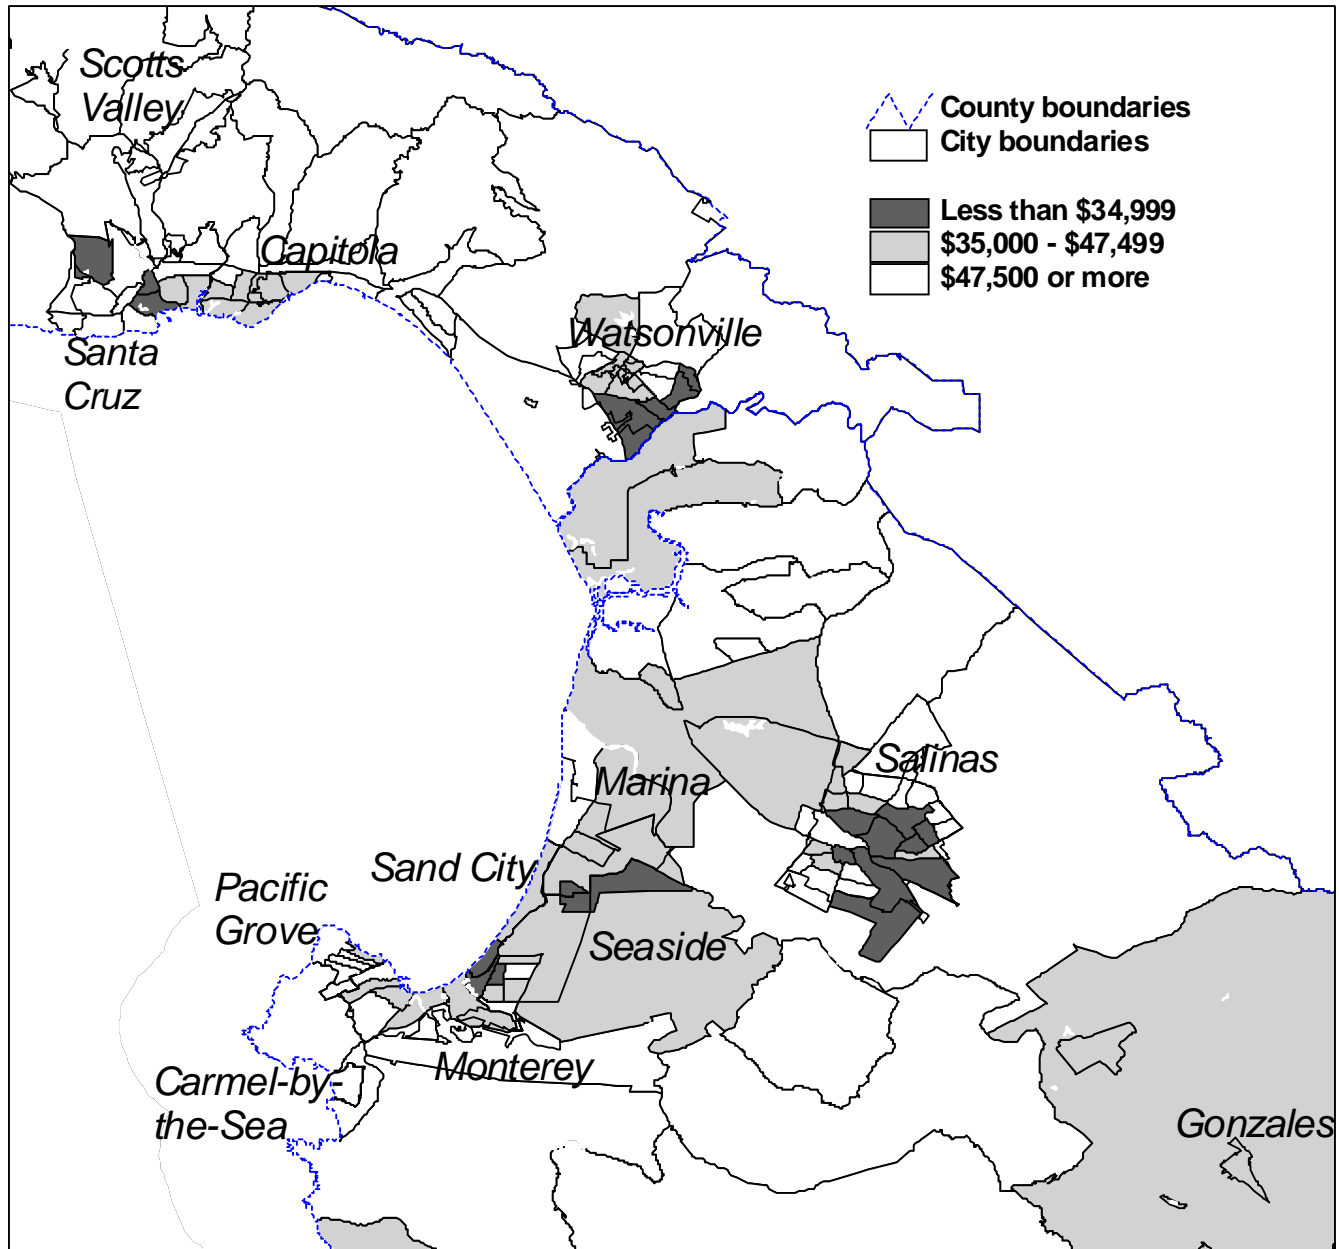 Scotts
Valley
County boundaries
City boundaries
Less than $34,999
$35,000 - $47,499
$47,500 or more
Capitola
Santa
Cruz
Watsonville
Salinas
Marina
Sand City
Pacific
Grove
Seaside
Monterey
Carmel-by-
the-Sea
Gonzales